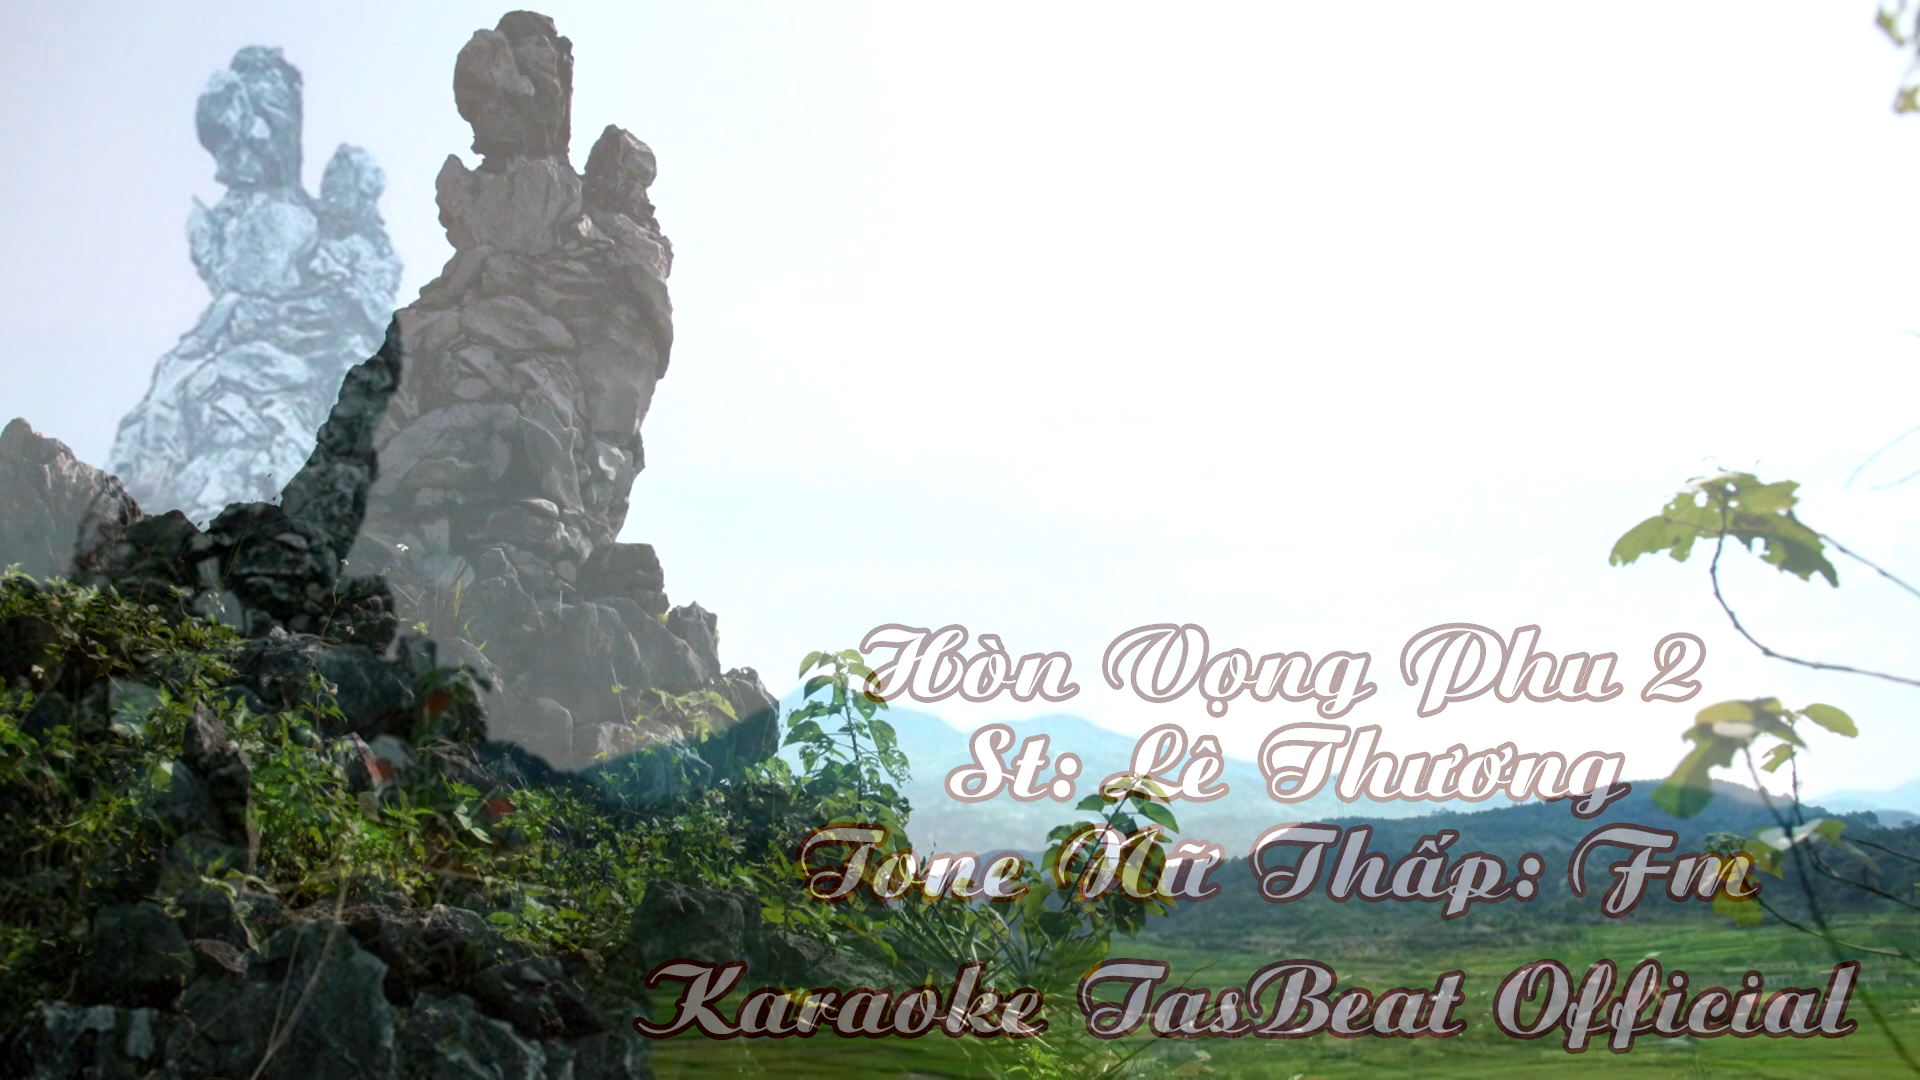 Hòn Vọng Phu 2
St: Lê Thương
Tone Nữ Thấp: Fm
Karaoke TasBeat Official